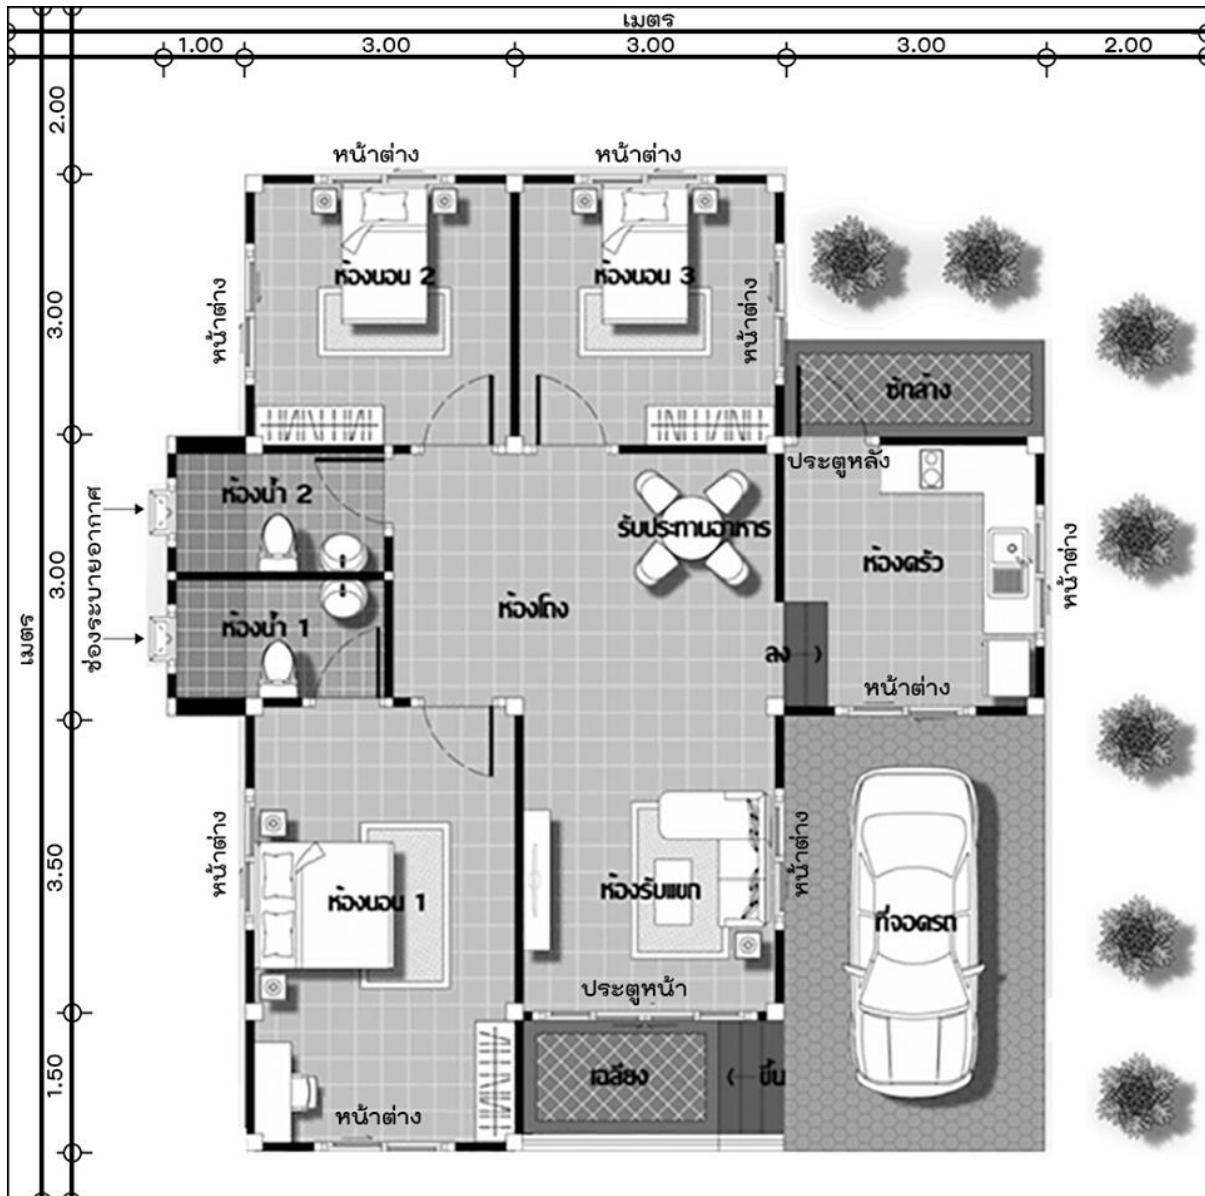 เมตร
1.00
3.00
3.00
3.00
2.00
2.00
หน้าต่าง
หน้าต่าง
ห้องนอน 2
ห้องนอน 3
3.00
หน้าต่าง
หน้าต่าง
ซักล้าง
ประตูหลัง
ห้องน้ำ 2
รับประทานอาหาร
ช่องระบายอากาศ
3.00
ห้องครัว
หน้าต่าง
ห้องโถง
ห้องน้ำ 1
เมตร
ลง
หน้าต่าง
3.50
หน้าต่าง
หน้าต่าง
ห้องนอน 1
ห้องรับแขก
ที่จอดรถ
ประตูหน้า
1.50
เฉลียง
ขึ้น
หน้าต่าง